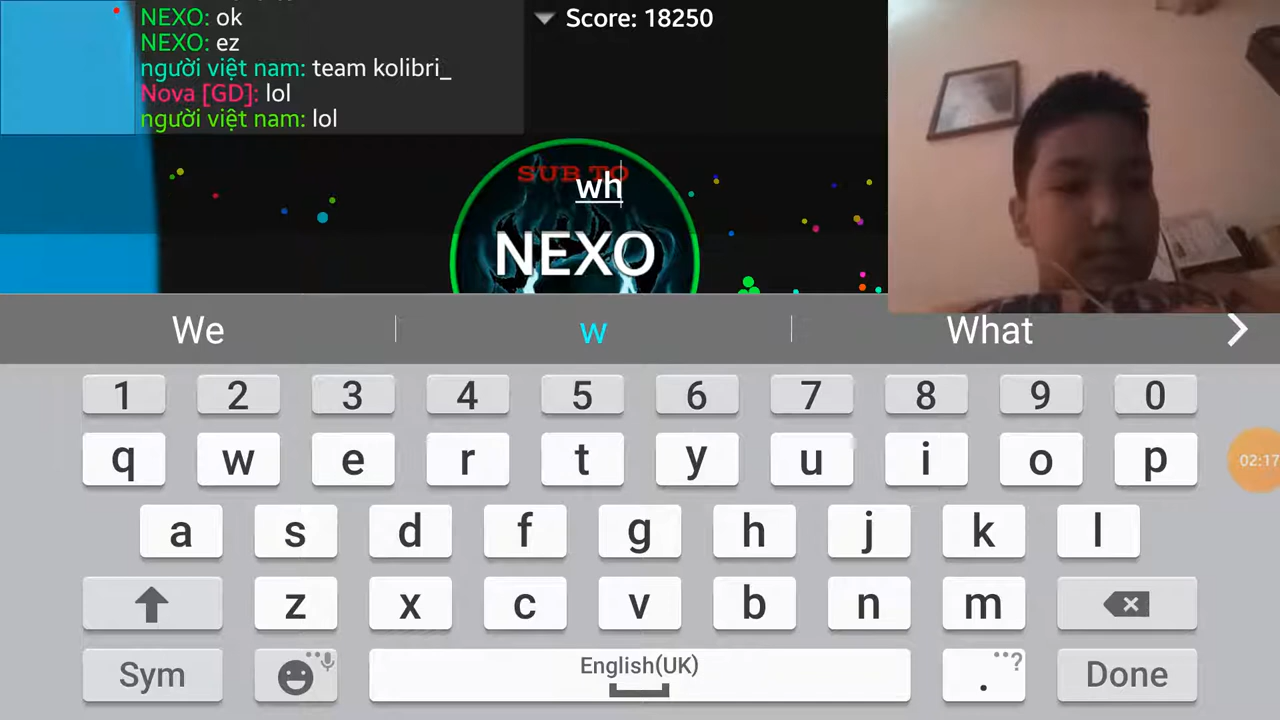 NEXO: ok
NEXO: ez
người việt nam: team kolibri_
Nova [GD]: lol
người việt nam: lol
Score: 18250
SUB TO
wh
NEXO
We w What
1 2 3 4 5 6 7 8 9 0
q w e r t y u i o p
02:17
a s d f g h j k l
z x c v b n m
Sym English(UK) . ? Done